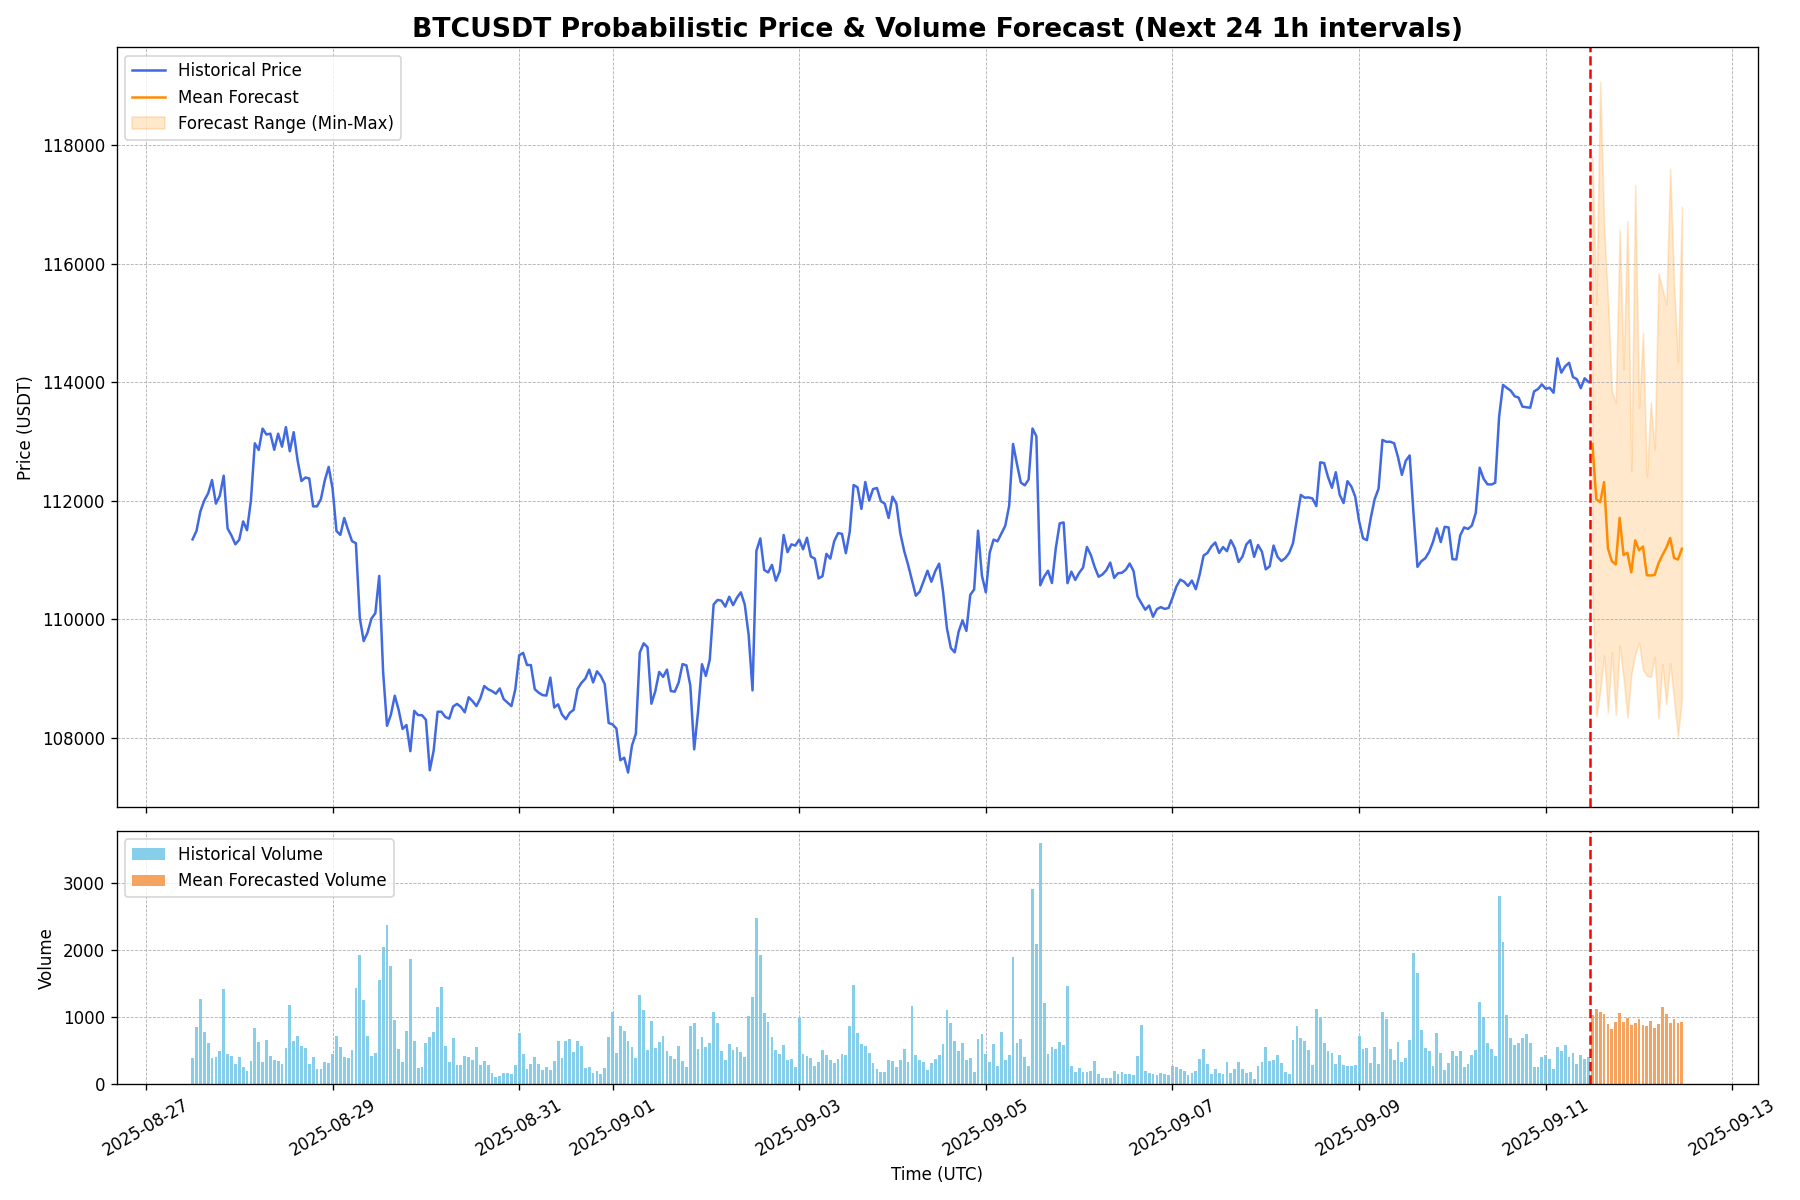 BTCUSDT Probabilistic Price & Volume Forecast (Next 24 1h intervals)
Historical Price
Mean Forecast
Forecast Range (Min-Max)
118000
116000
114000
112000
110000
108000
Price (USDT)
Historical Volume
Mean Forecasted Volume
3000
2000
1000
0
Volume
2025-08-27
2025-08-29
2025-08-31
2025-09-01
2025-09-03
2025-09-05
2025-09-07
2025-09-09
2025-09-11
2025-09-13
Time (UTC)